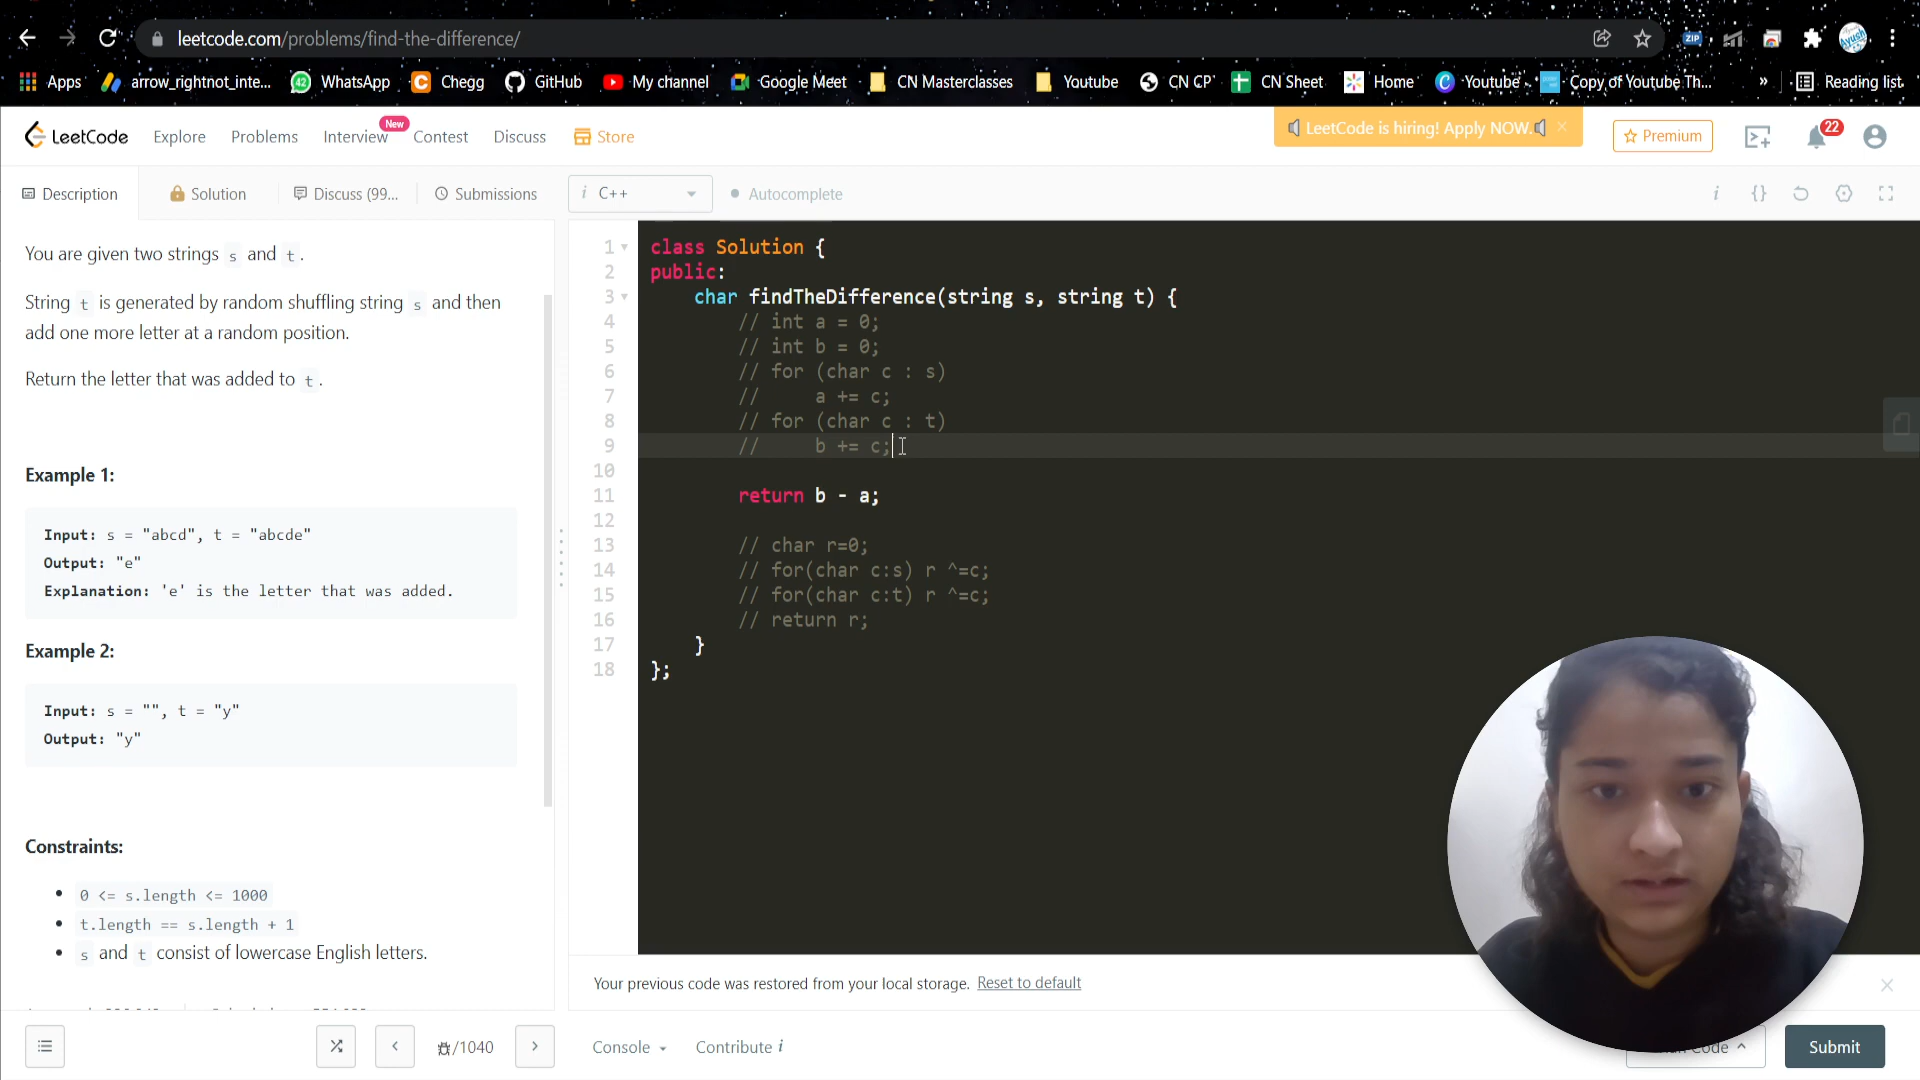 leetcode.com/problems/find-the-difference/
Apps
arrow_rightnot_inte...
WhatsApp
Chegg
GitHub
My channel
Google Meet
CN Masterclasses
Youtube
CN CP
CN Sheet
Home
Youtube
Copy of Youtube Th...
»
Reading list
LeetCode
Explore
Problems
Interview
New
Contest
Discuss
Store
LeetCode is hiring! Apply NOW.
Premium
22
Description
Solution
Discuss (99...
Submissions
i C++
Autocomplete
You are given two strings s and t.
String t is generated by random shuffling string s and then
add one more letter at a random position.
Return the letter that was added to t.
Example 1:
Input: s = "abcd", t = "abcde"
Output: "e"
Explanation: 'e' is the letter that was added.
Example 2:
Input: s = "", t = "y"
Output: "y"
Constraints:
0 <= s.length <= 1000
t.length == s.length + 1
s and t consist of lowercase English letters.
1 class Solution {
2 public:
3 char findTheDifference(string s, string t) {
4 // int a = 0;
5 // int b = 0;
6 // for (char c : s)
7 // a += c;
8 // for (char c : t)
9 // b += c;
10
11 return b - a;
12
13 // char r=0;
14 // for(char c:s) r ^=c;
15 // for(char c:t) r ^=c;
16 // return r;
17 }
18 };
Your previous code was restored from your local storage. Reset to default
/1040
Console
Contribute i
Code
Submit